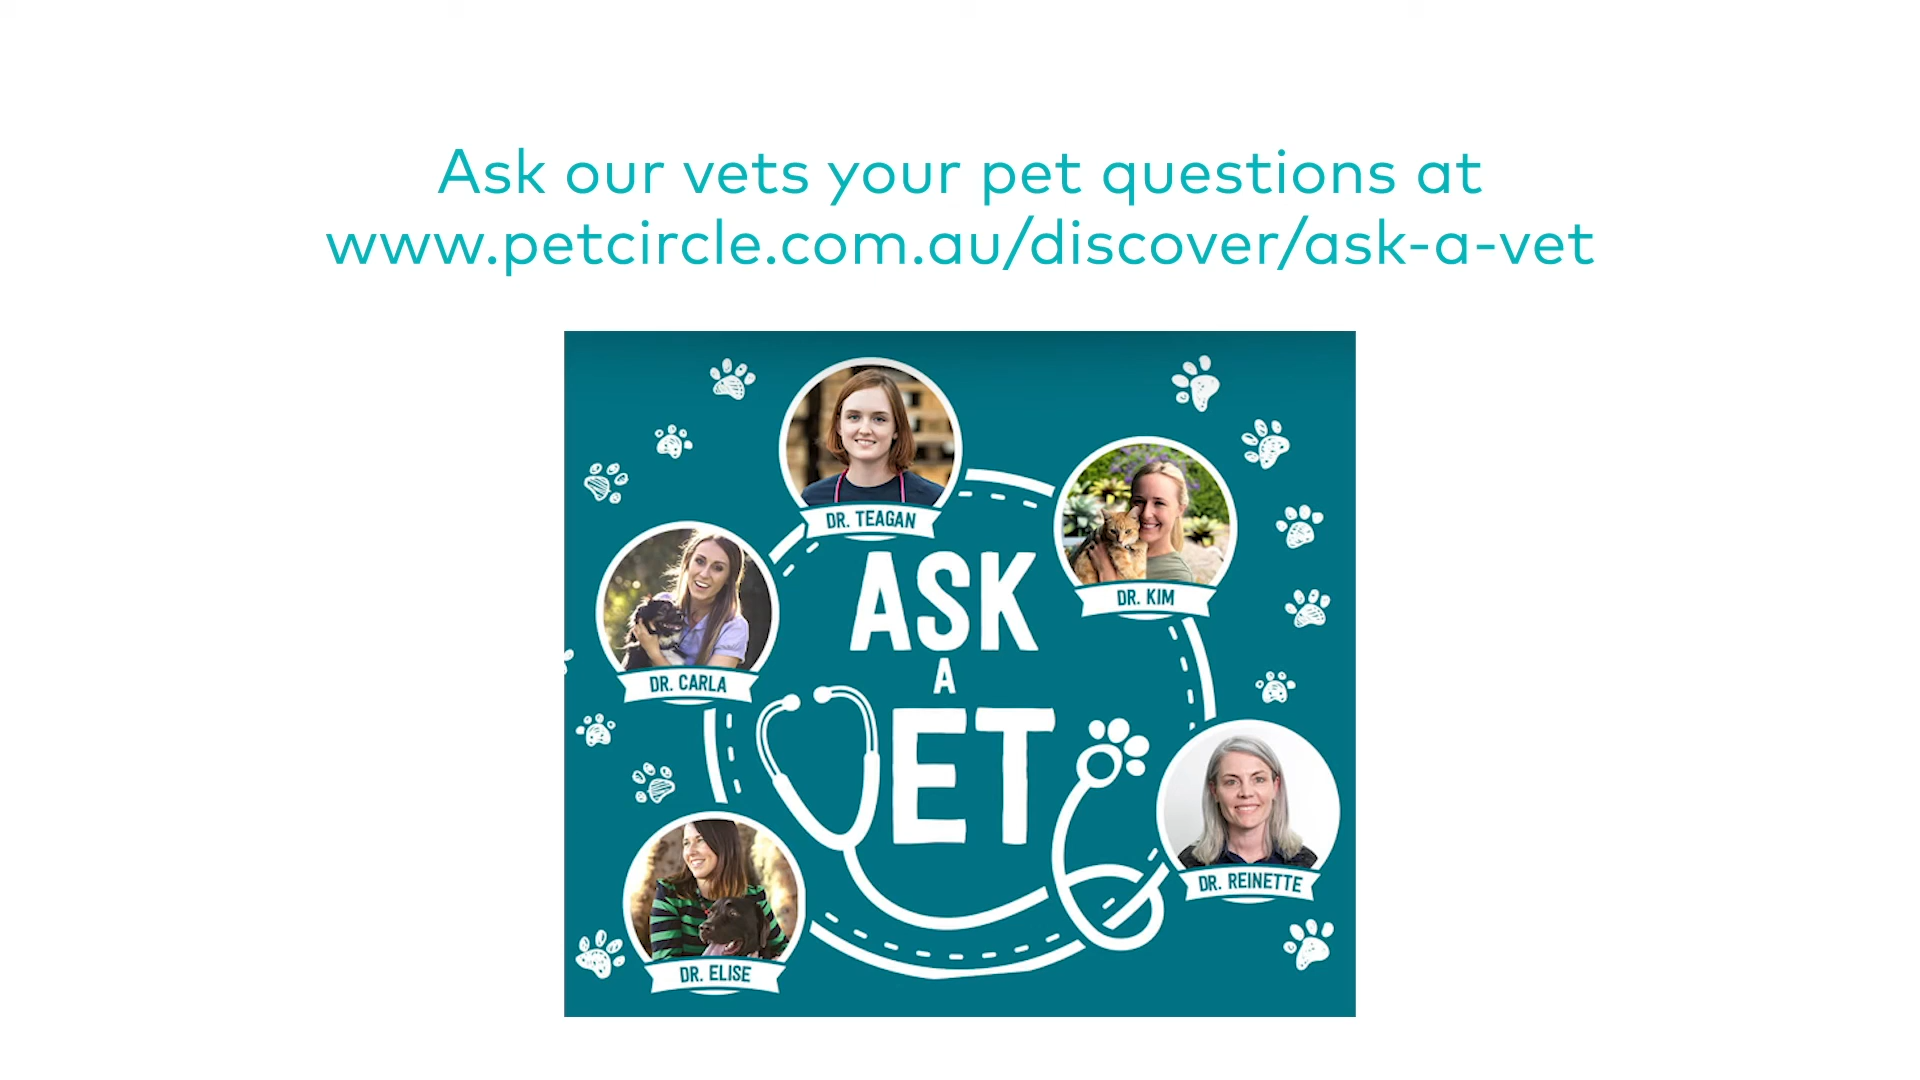 Ask our vets your pet questions at
www.petcircle.com.au/discover/ask-a-vet
DR. TEAGAN
DR. KIM
ASK
A
VET
DR. CARLA
DR. REINETTE
DR. ELISE